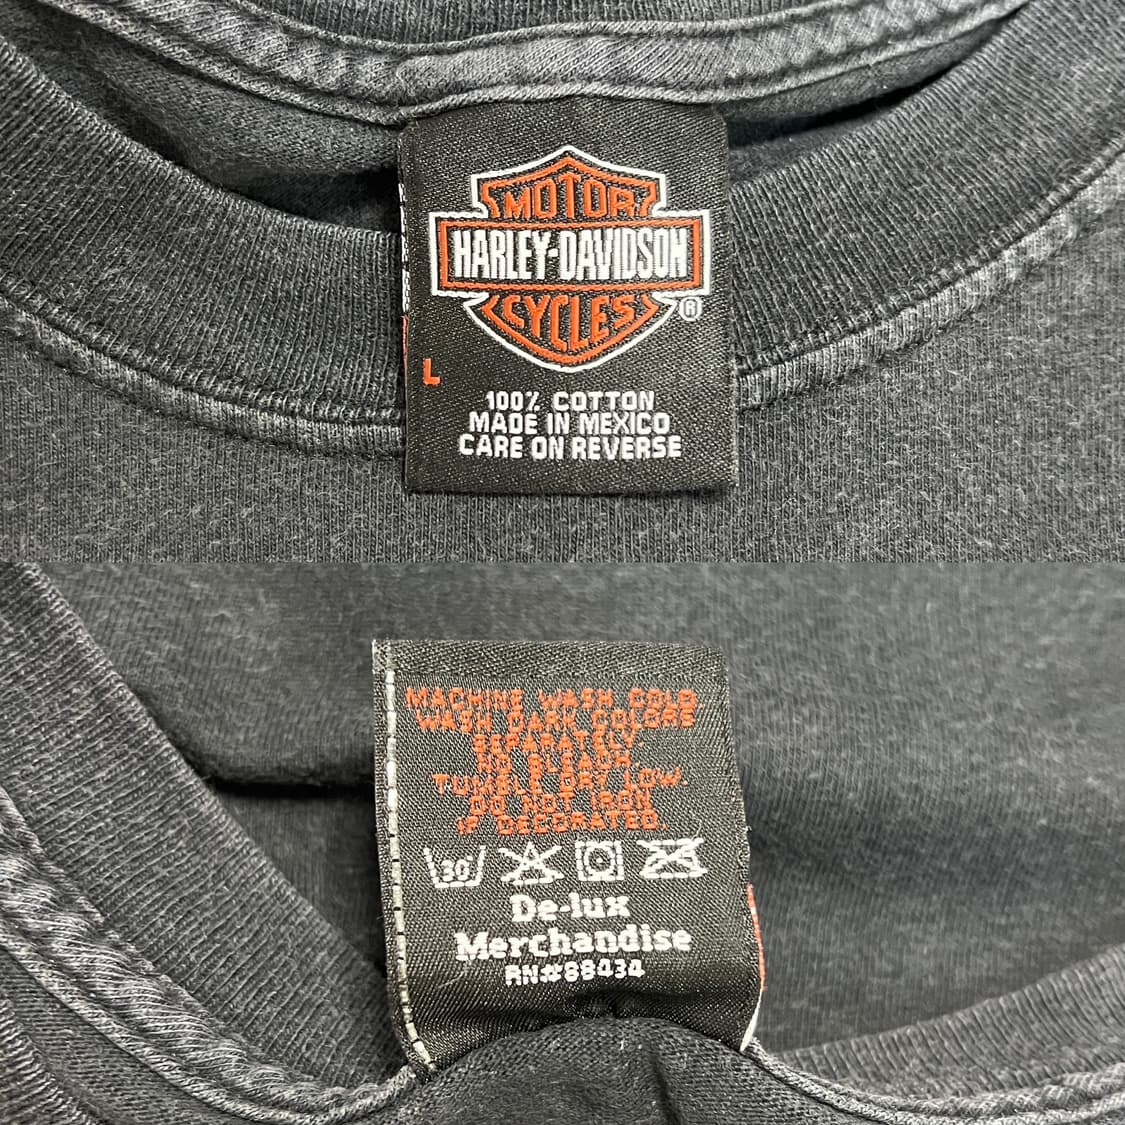 MOTOR
HARLEY-DAVIDSON
CYCLES
®
L
100% COTTON
MADE IN MEXICO
CARE ON REVERSE
MACHINE WASH COLD
WASH DARK COLORS
SEPARATELY
NO BLEACH
TUMBLE DRY LOW
DO NOT IRON
IF DECORATED.
30
De-lux
Merchandise
RN#88434